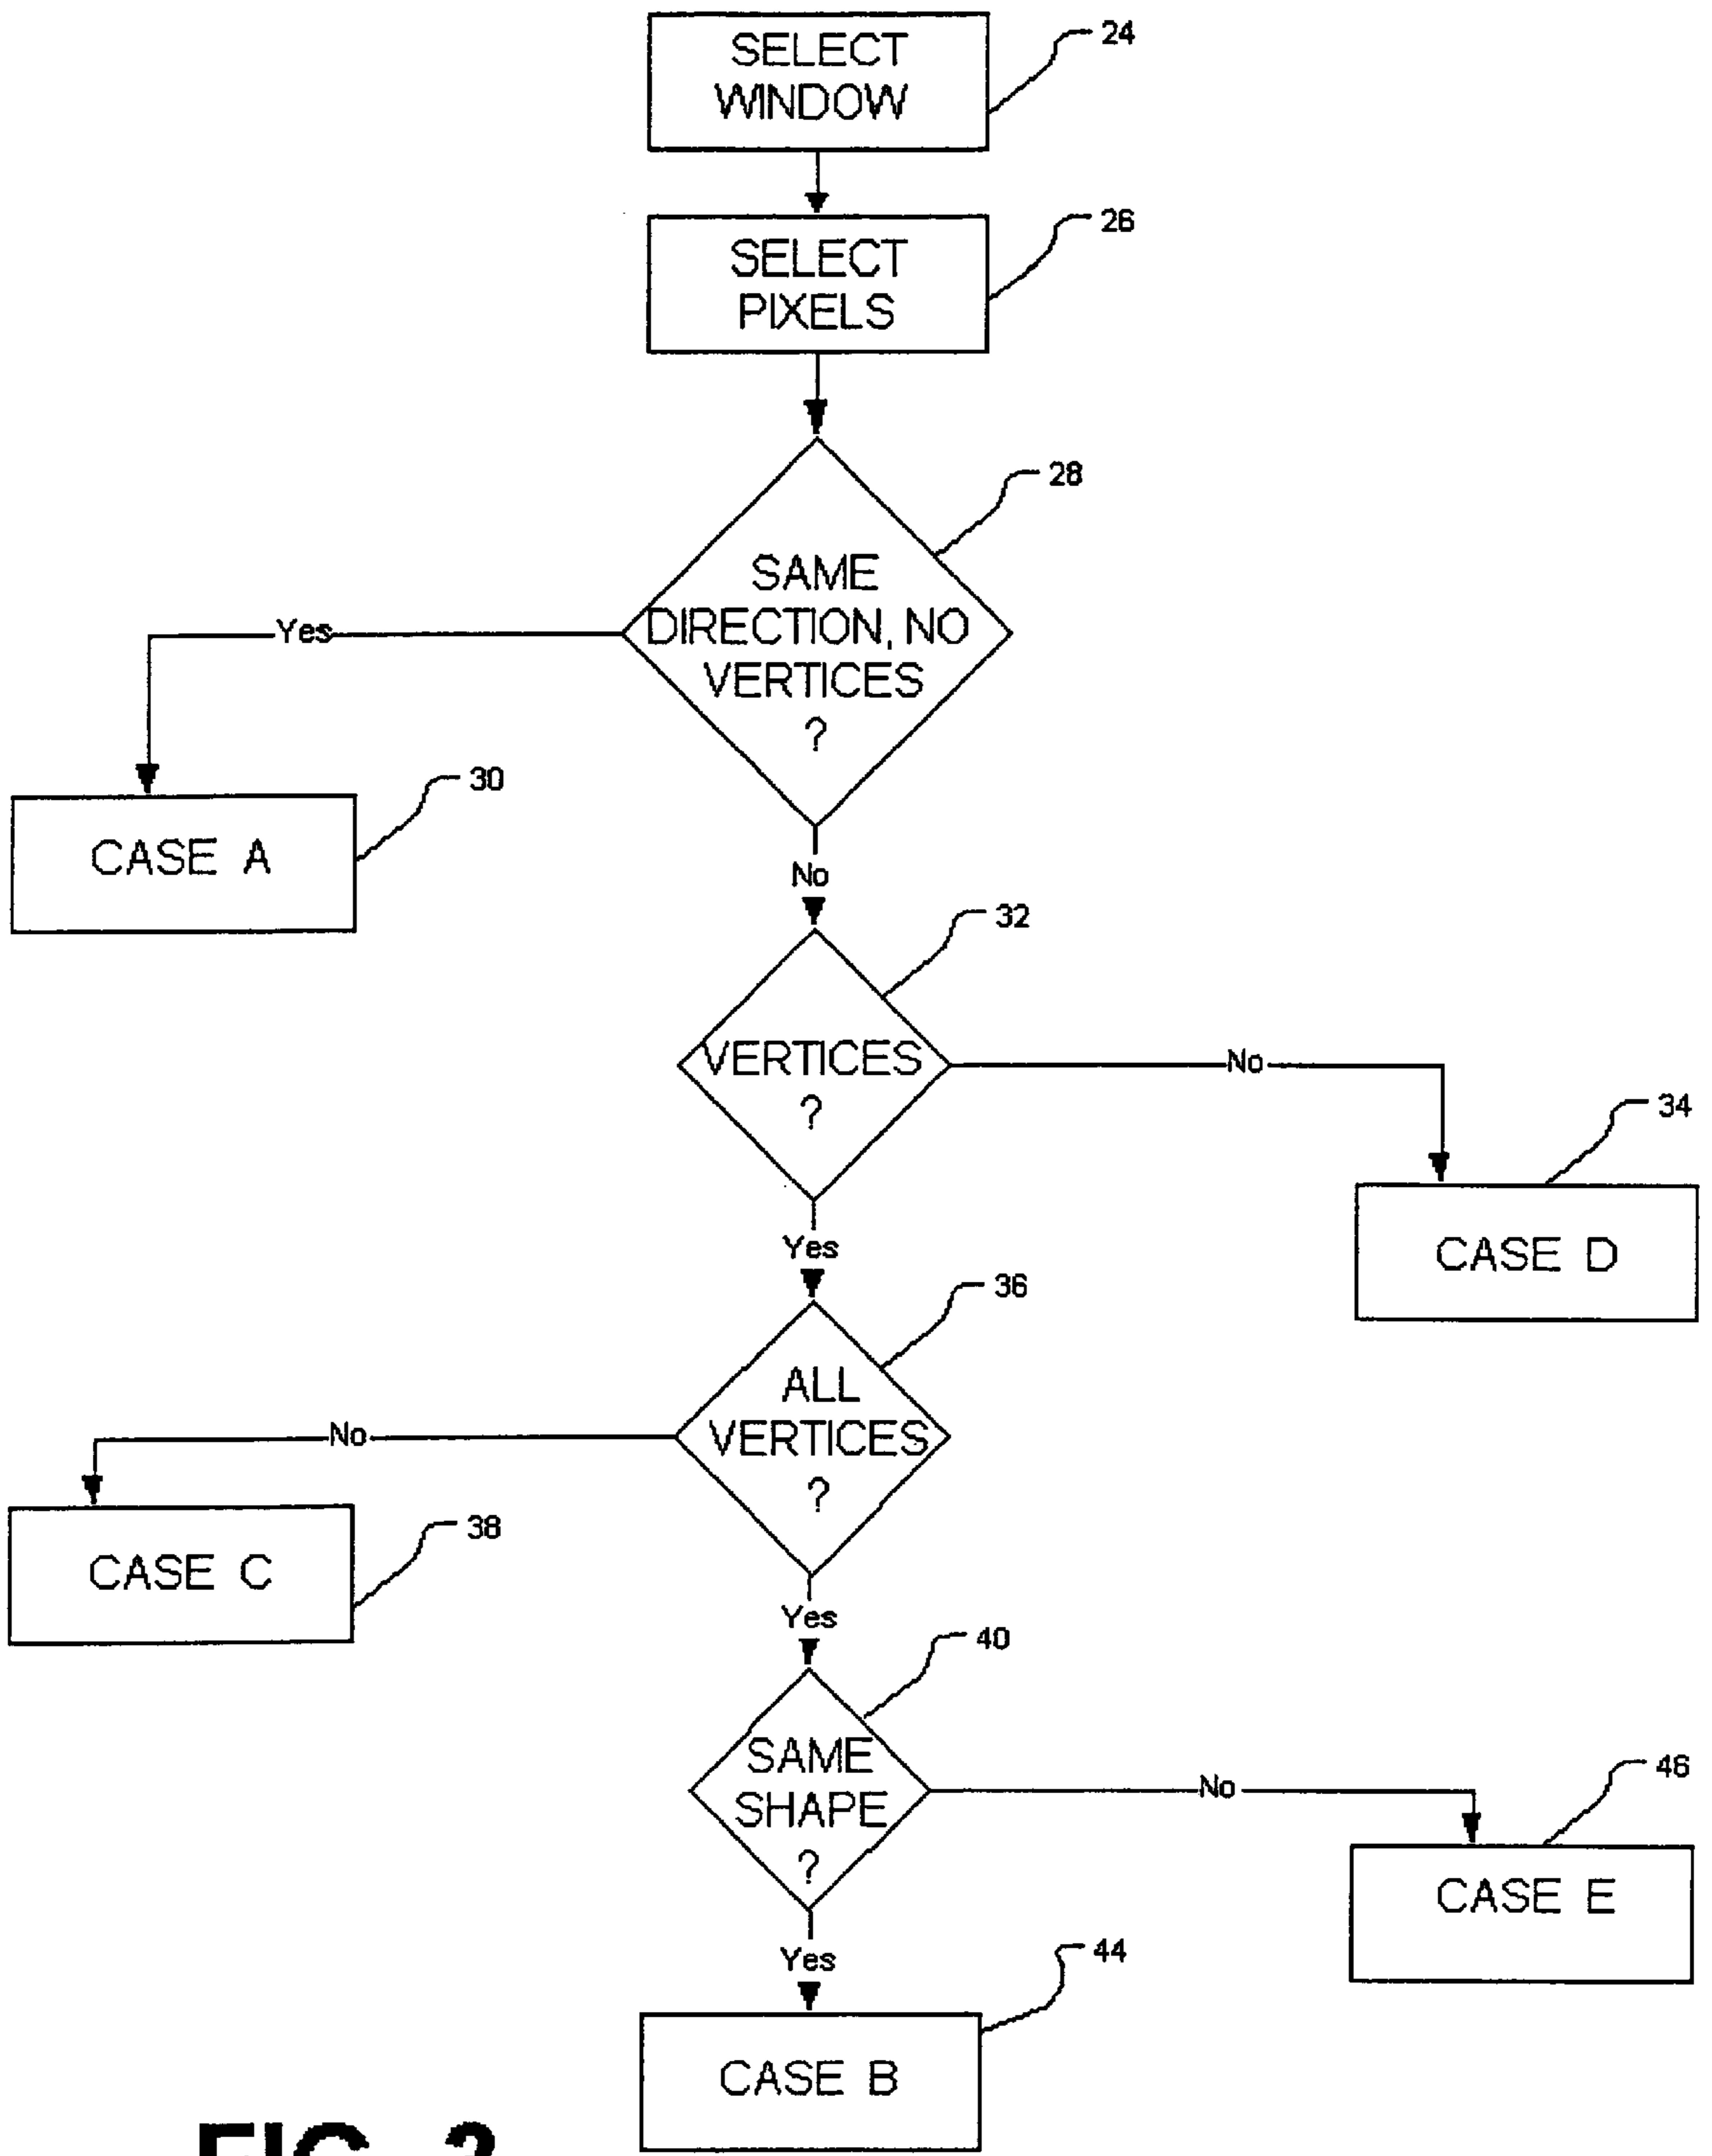 SELECT
WINDOW
24
SELECT
PIXELS
26
SAME
DIRECTION, NO
VERTICES
?
28
Yes
CASE A
30
No
VERTICES
?
32
No
CASE D
34
Yes
ALL
VERTICES
?
36
No
CASE C
38
Yes
SAME
SHAPE
?
40
No
CASE E
46
Yes
CASE B
44